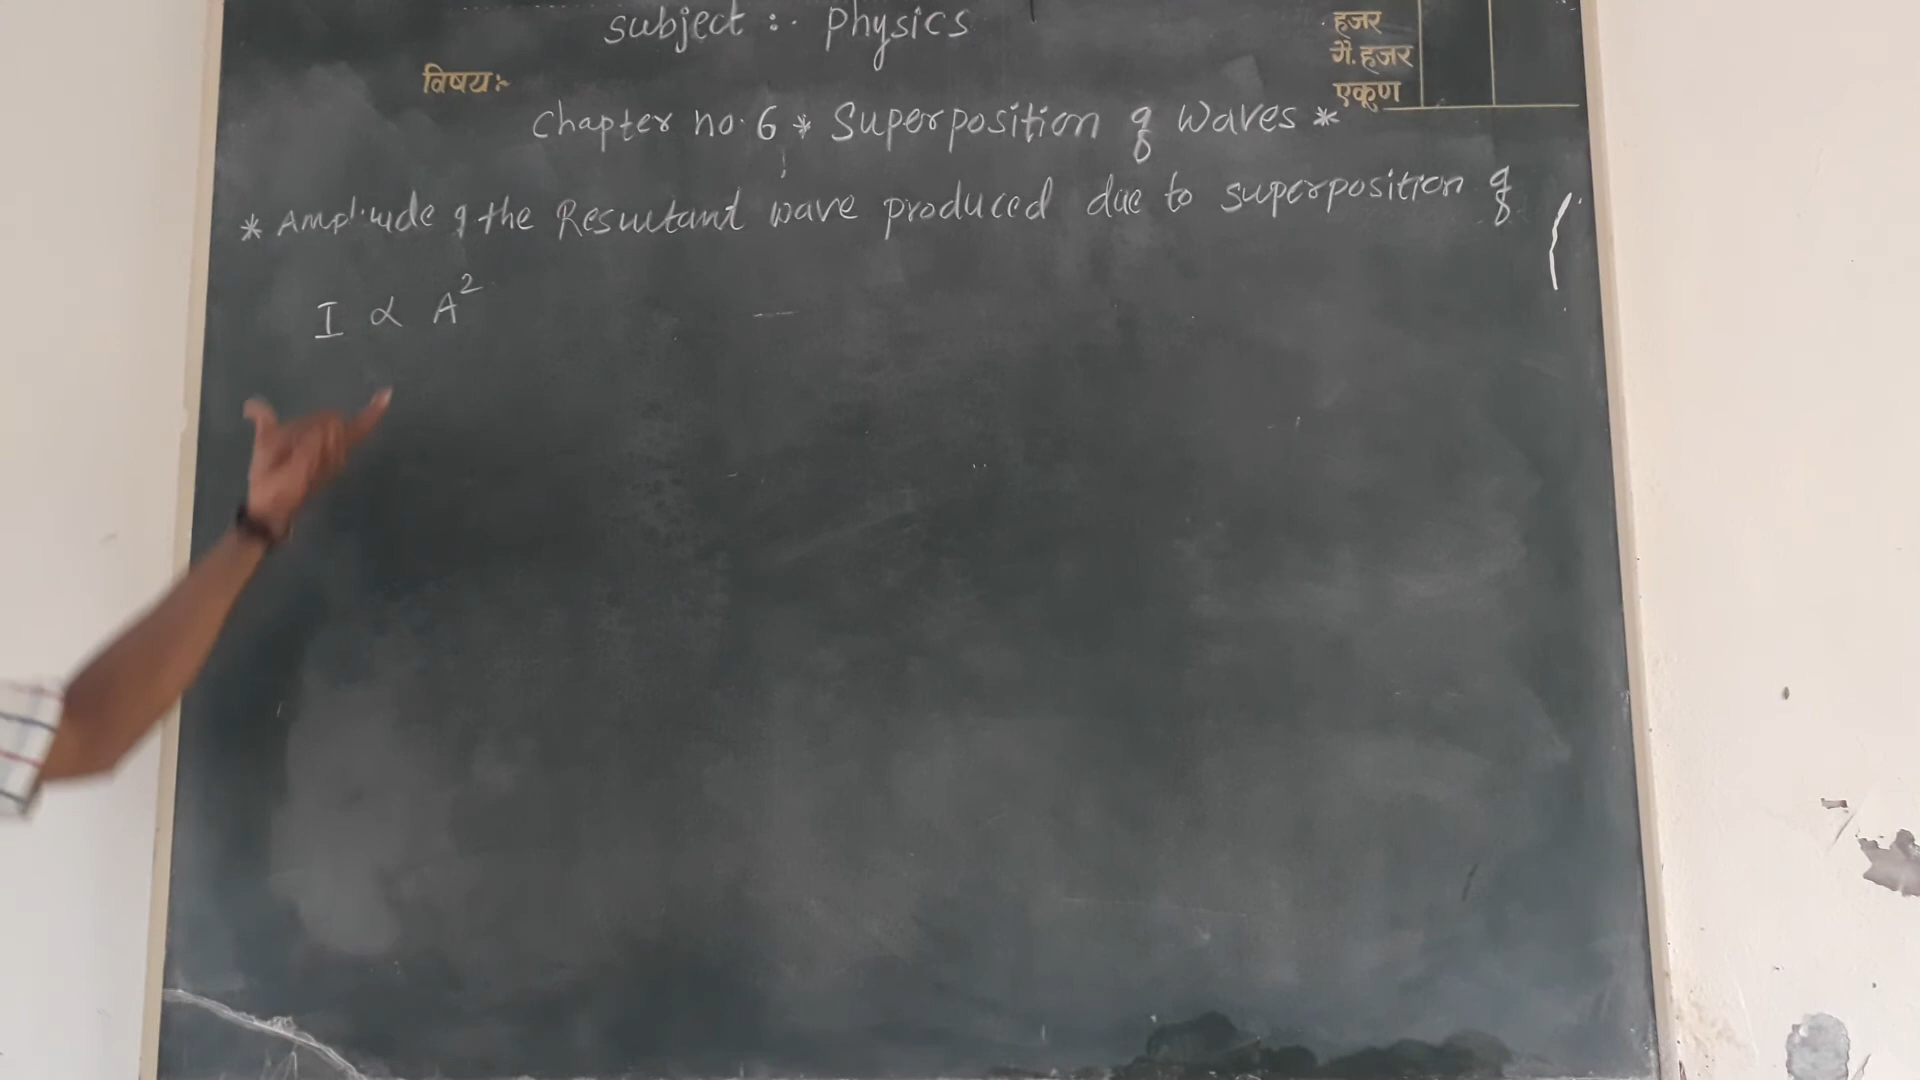 subject :- physics
हजर
गै. हजर
विषय:-
एकूण
Chapter no. 6 * Superposition of Waves *
* Amplitude of the Resultant wave produced due to superposition of
I ∝ A²